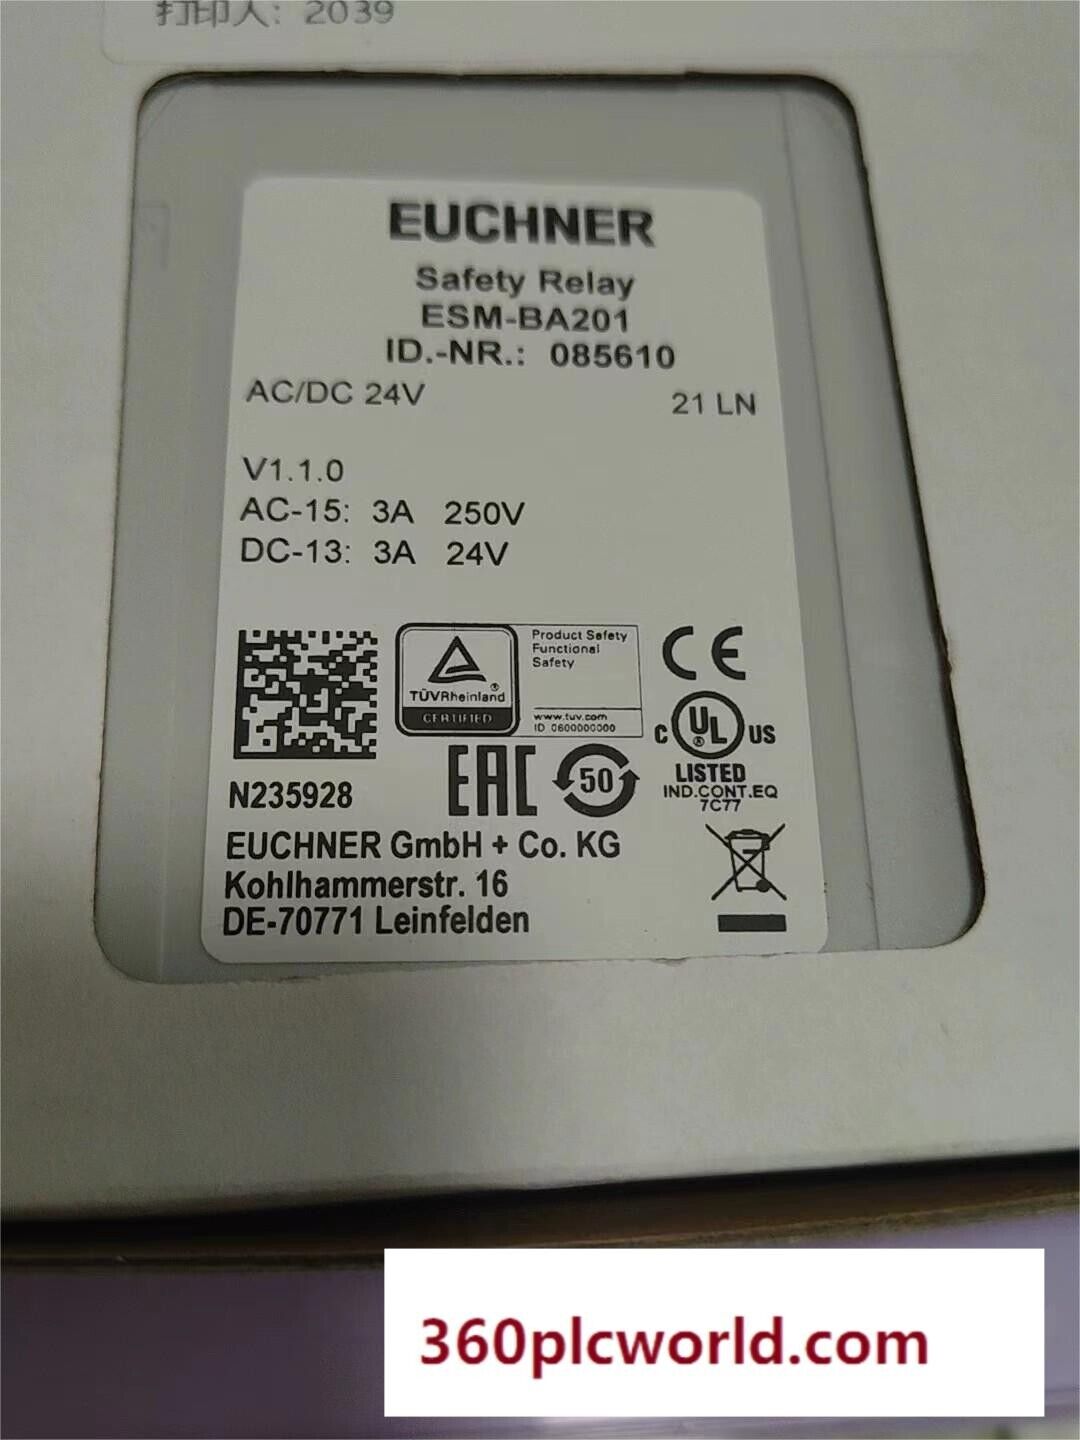 打印人: 2039
EUCHNER
Safety Relay
ESM-BA201
ID.-NR.: 085610
AC/DC 24V 21 LN
V1.1.0
AC-15: 3A 250V
DC-13: 3A 24V
TÜVRheinland®
CERTIFIED
Product Safety
Functional
Safety
www.tuv.com
ID 0600000000
CE
C UL® US
LISTED
IND.CONT.EQ
7C77
EAC
50
N235928
EUCHNER GmbH + Co. KG
Kohlhammerstr. 16
DE-70771 Leinfelden
360plcworld.com